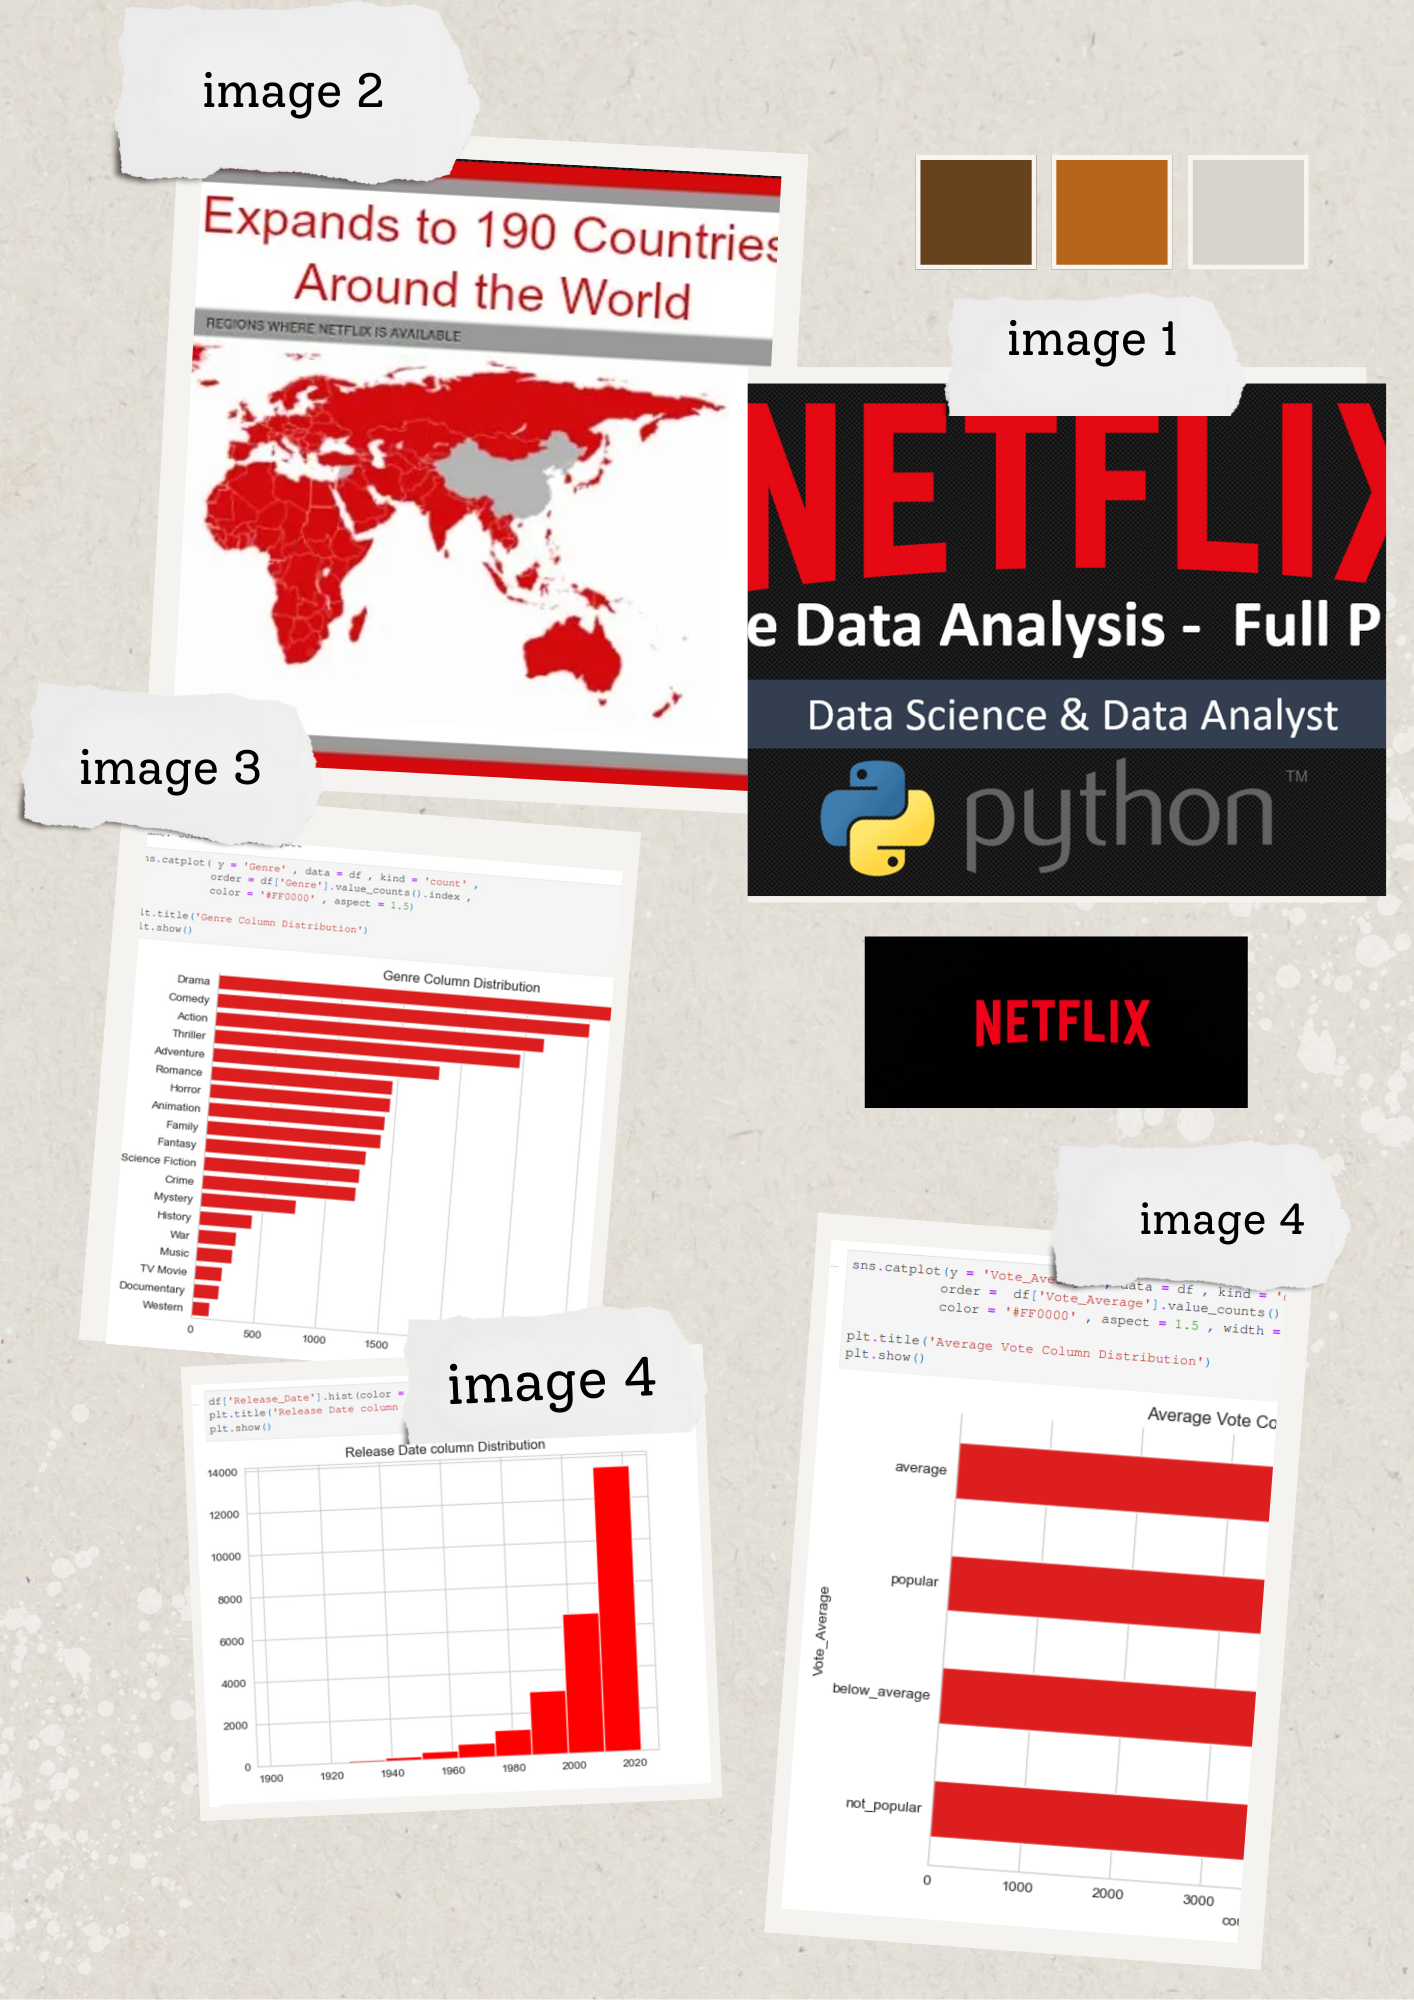 image 2
Expands to 190 Countries
Around the World
REGIONS WHERE NETFLIX IS AVAILABLE
image 1
NETFLIX
e Data Analysis - Full P
Data Science & Data Analyst
python
TM
image 3
ns.catplot( y = 'Genre' , data = df , kind = 'count' ,
order = df['Genre'].value_counts().index ,
color = '#FF0000' , aspect = 1.5)
lt.title('Genre Column Distribution')
lt.show()
Genre Column Distribution
Drama
Comedy
Action
Thriller
Adventure
Romance
Horror
Animation
Family
Fantasy
Science Fiction
Crime
Mystery
History
War
Music
TV Movie
Documentary
Western
0 500 1000 1500
NETFLIX
image 4
df['Release_Date'].hist(color =
plt.title('Release Date column
plt.show()
Release Date column Distribution
14000
12000
10000
8000
6000
4000
2000
0
1900 1920 1940 1960 1980 2000 2020
image 4
sns.catplot(y = 'Vote_Ave data = df , kind = '
order = df['Vote_Average'].value_counts()
color = '#FF0000' , aspect = 1.5 , width =
plt.title('Average Vote Column Distribution')
plt.show()
Average Vote Co
average
popular
below_average
not_popular
Vote_Average
0 1000 2000 3000
cou